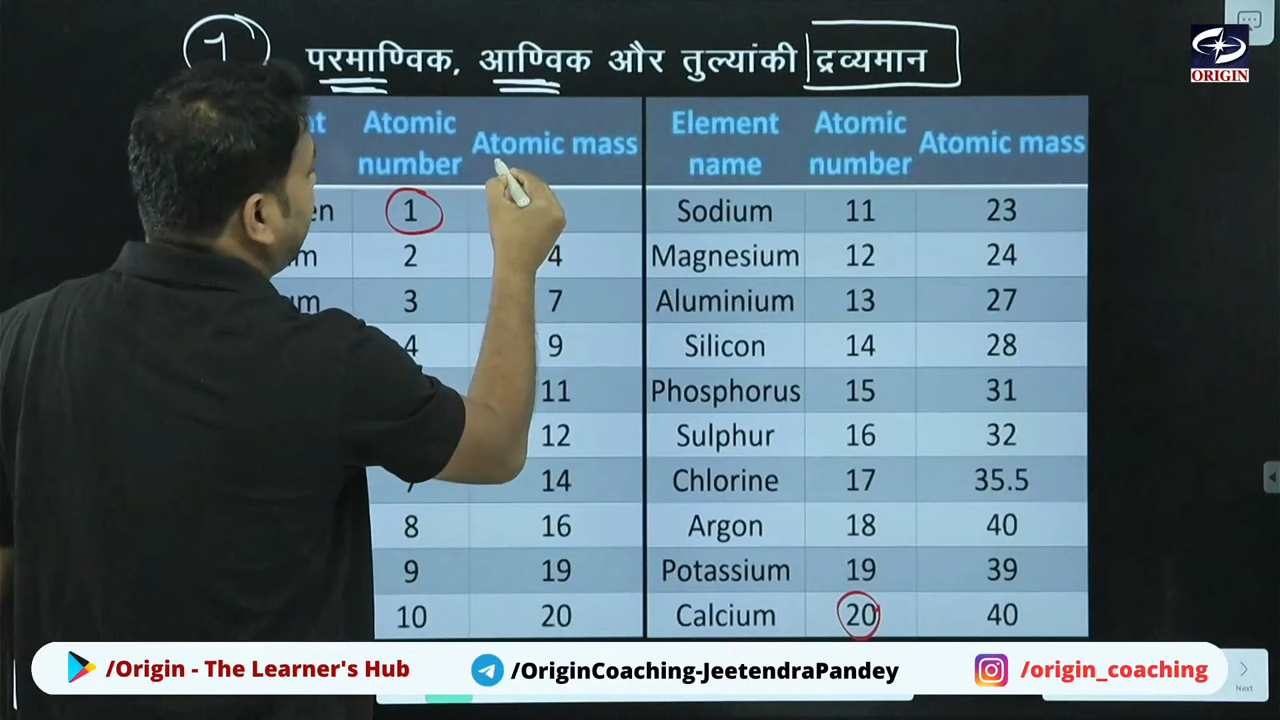 1
परमाण्विक, आण्विक और तुल्यांकी द्रव्यमान
ORIGIN
Atomic number Atomic mass Element name Atomic number Atomic mass
1 Sodium 11 23
2 4 Magnesium 12 24
3 7 Aluminium 13 27
4 9 Silicon 14 28
11 Phosphorus 15 31
12 Sulphur 16 32
7 14 Chlorine 17 35.5
8 16 Argon 18 40
9 19 Potassium 19 39
10 20 Calcium 20 40
/Origin - The Learner's Hub /OriginCoaching-JeetendraPandey /origin_coaching
Next